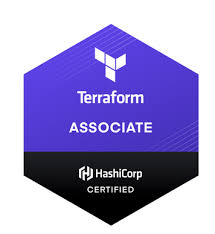 Terraform
ASSOCIATE
HashiCorp
CERTIFIED